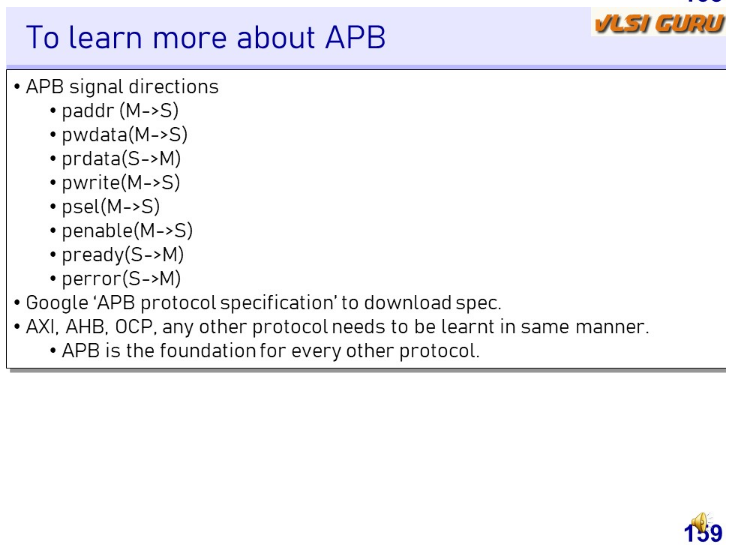 To learn more about APB
VLSI GURU
• APB signal directions
• paddr (M->S)
• pwdata(M->S)
• prdata(S->M)
• pwrite(M->S)
• psel(M->S)
• penable(M->S)
• pready(S->M)
• perror(S->M)
• Google ‘APB protocol specification’ to download spec.
• AXI, AHB, OCP, any other protocol needs to be learnt in same manner.
• APB is the foundation for every other protocol.
159